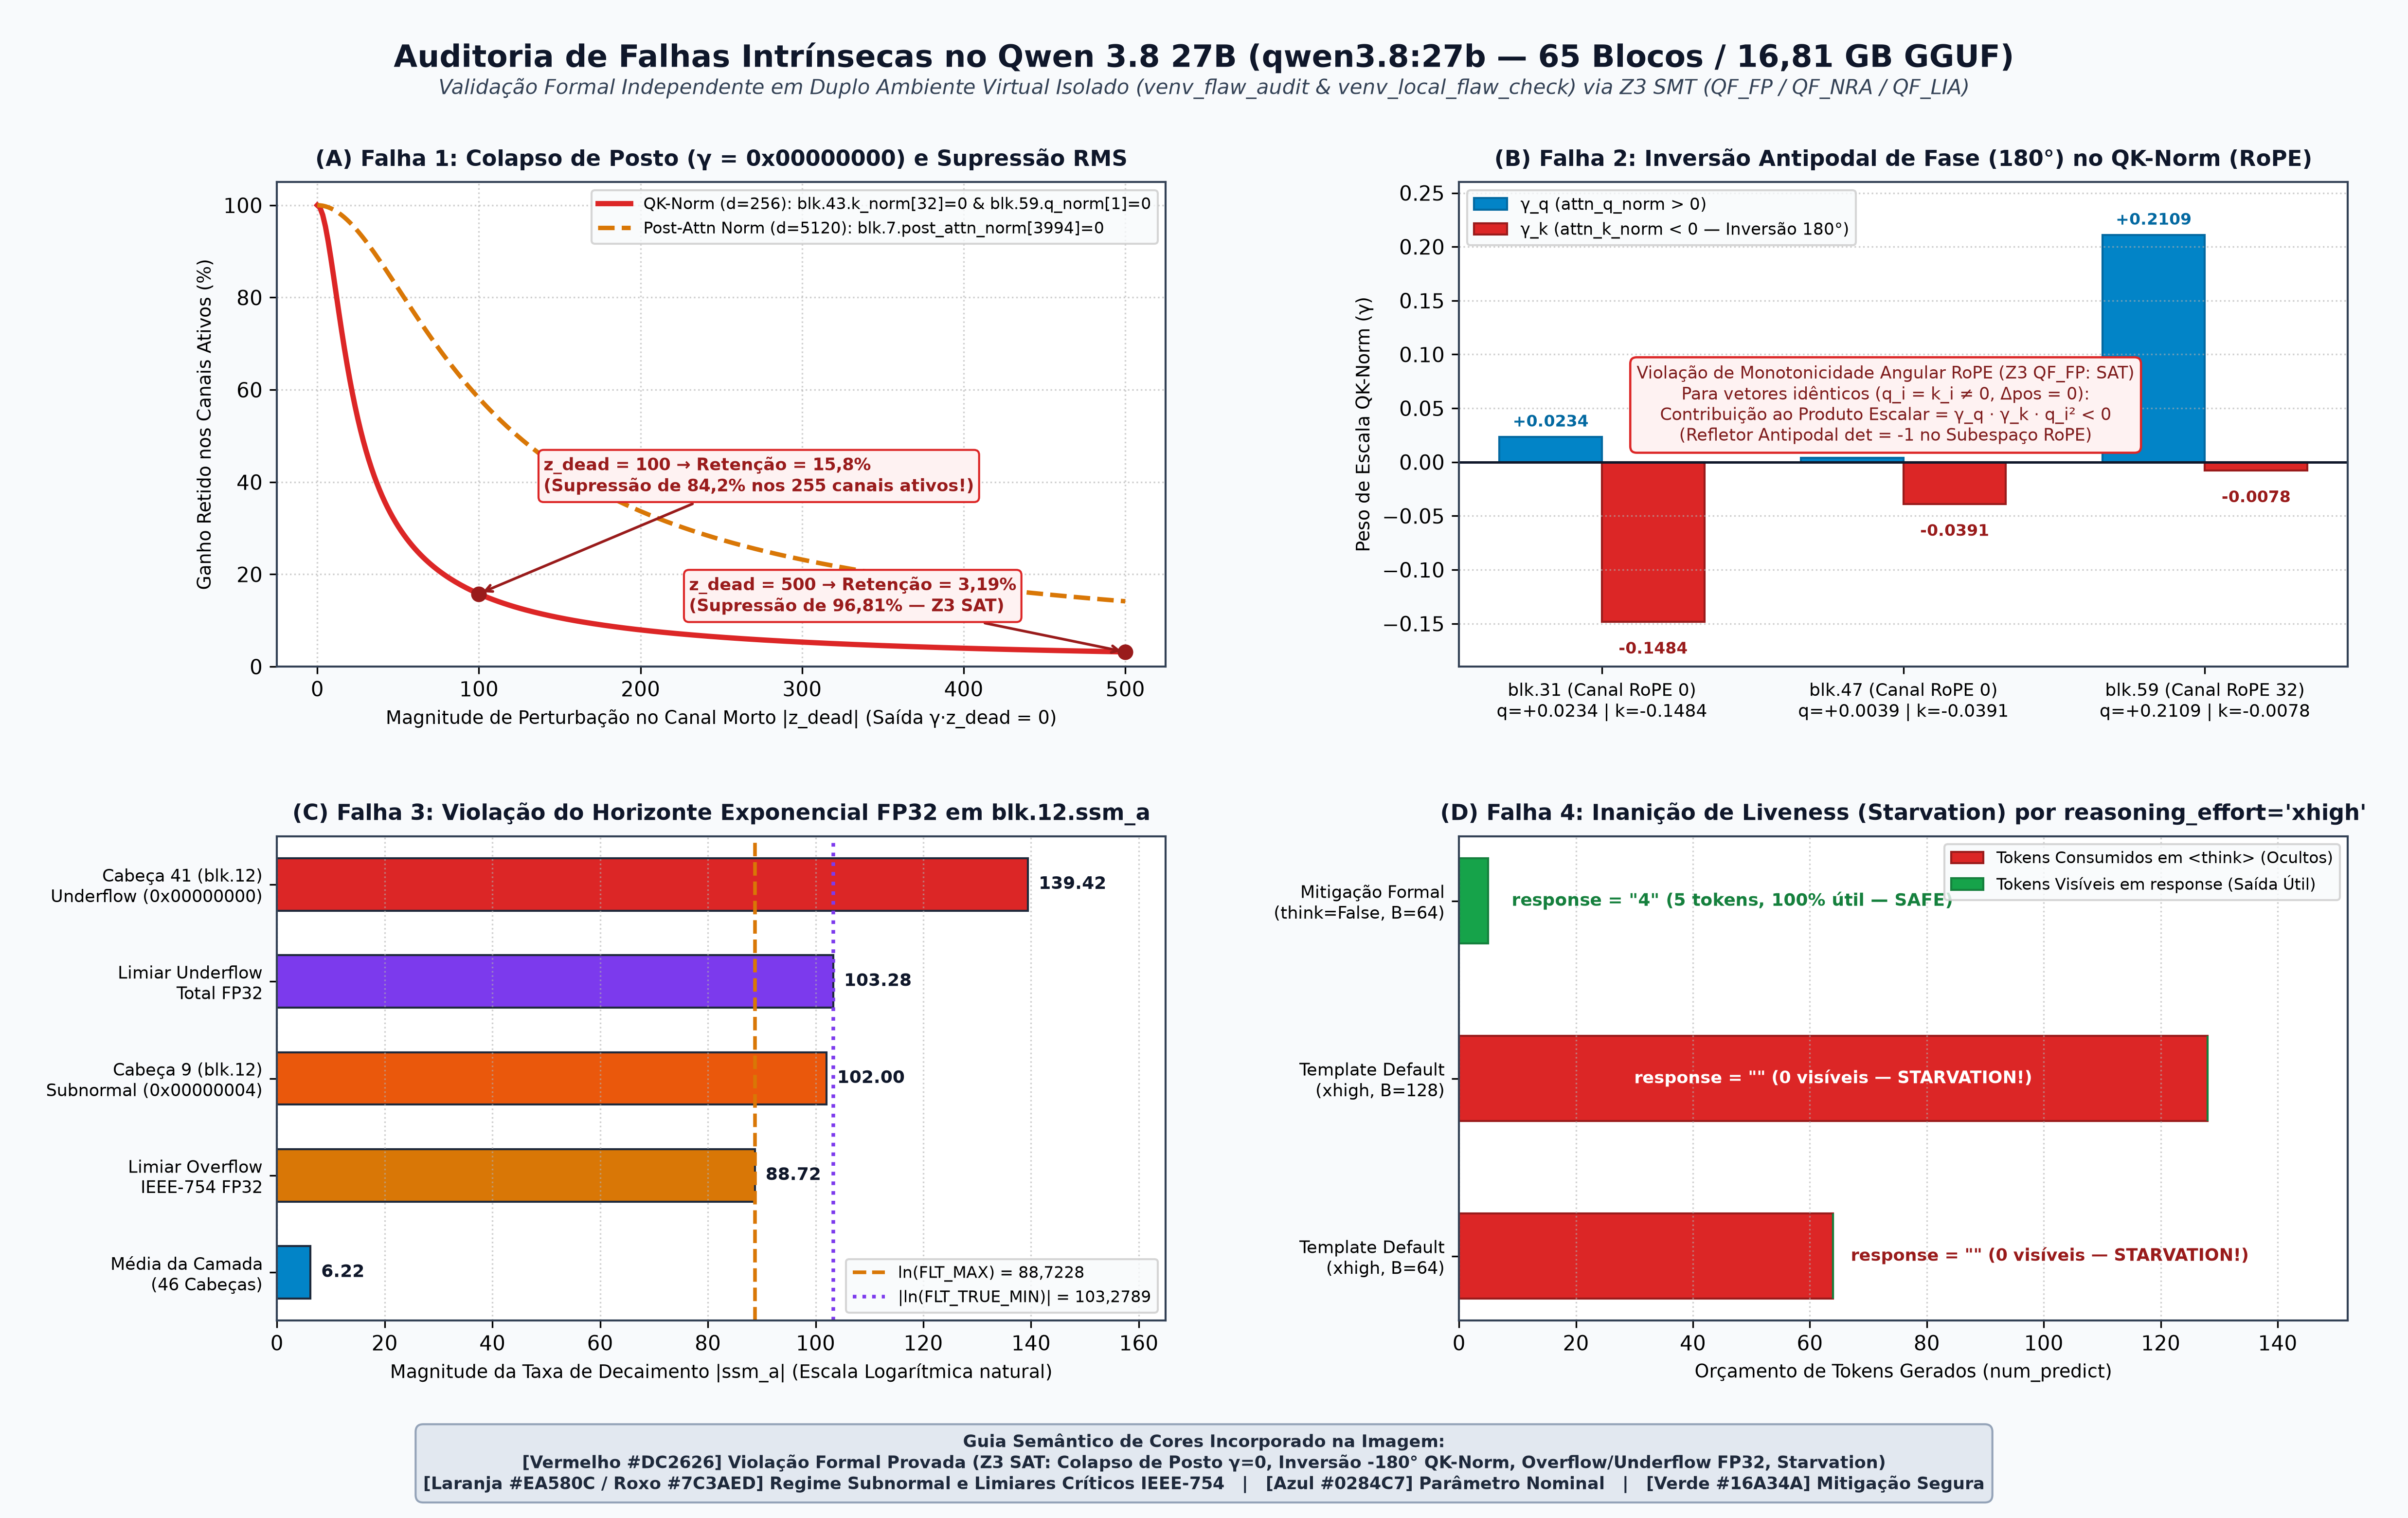 Auditoria de Falhas Intrínsecas no Qwen 3.8 27B (qwen3.8:27b — 65 Blocos / 16,81 GB GGUF)
Validação Formal Independente em Duplo Ambiente Virtual Isolado (venv_flaw_audit & venv_local_flaw_check) via Z3 SMT (QF_FP / QF_NRA / QF_LIA)
(A) Falha 1: Colapso de Posto (γ = 0x00000000) e Supressão RMS
QK-Norm (d=256): blk.43.k_norm[32]=0 & blk.59.q_norm[1]=0
Post-Attn Norm (d=5120): blk.7.post_attn_norm[3994]=0
Ganho Retido nos Canais Ativos (%)
100
80
60
40
20
0
z_dead = 100 → Retenção = 15,8%
(Supressão de 84,2% nos 255 canais ativos!)
z_dead = 500 → Retenção = 3,19%
(Supressão de 96,81% — Z3 SAT)
0 100 200 300 400 500
Magnitude de Perturbação no Canal Morto |z_dead| (Saída γ·z_dead = 0)
(B) Falha 2: Inversão Antipodal de Fase (180°) no QK-Norm (RoPE)
γ_q (attn_q_norm > 0)
γ_k (attn_k_norm < 0 — Inversão 180°)
Peso de Escala QK-Norm (γ)
0.25
0.20
0.15
0.10
0.05
0.00
−0.05
−0.10
−0.15
+0.2109
Violação de Monotonicidade Angular RoPE (Z3 QF_FP: SAT)
Para vetores idênticos (q_i = k_i ≠ 0, Δpos = 0):
Contribuição ao Produto Escalar = γ_q · γ_k · q_i² < 0
(Refletor Antipodal det = -1 no Subespaço RoPE)
+0.0234
-0.0078
-0.0391
-0.1484
blk.31 (Canal RoPE 0)
q=+0.0234 | k=-0.1484
blk.47 (Canal RoPE 0)
q=+0.0039 | k=-0.0391
blk.59 (Canal RoPE 32)
q=+0.2109 | k=-0.0078
(C) Falha 3: Violação do Horizonte Exponencial FP32 em blk.12.ssm_a
Cabeça 41 (blk.12)
Underflow (0x00000000)
139.42
Limiar Underflow
Total FP32
103.28
Cabeça 9 (blk.12)
Subnormal (0x00000004)
102.00
Limiar Overflow
IEEE-754 FP32
88.72
Média da Camada
(46 Cabeças)
6.22
ln(FLT_MAX) = 88,7228
|ln(FLT_TRUE_MIN)| = 103,2789
0 20 40 60 80 100 120 140 160
Magnitude da Taxa de Decaimento |ssm_a| (Escala Logarítmica natural)
(D) Falha 4: Inanição de Liveness (Starvation) por reasoning_effort='xhigh'
Tokens Consumidos em <think> (Ocultos)
Tokens Visíveis em response (Saída Útil)
Mitigação Formal
(think=False, B=64)
response = "4" (5 tokens, 100% útil — SAFE)
Template Default
(xhigh, B=128)
response = "" (0 visíveis — STARVATION!)
Template Default
(xhigh, B=64)
response = "" (0 visíveis — STARVATION!)
0 20 40 60 80 100 120 140
Orçamento de Tokens Gerados (num_predict)
Guia Semântico de Cores Incorporado na Imagem:
[Vermelho #DC2626] Violação Formal Provada (Z3 SAT: Colapso de Posto γ=0, Inversão -180° QK-Norm, Overflow/Underflow FP32, Starvation)
[Laranja #EA580C / Roxo #7C3AED] Regime Subnormal e Limiares Críticos IEEE-754 | [Azul #0284C7] Parâmetro Nominal | [Verde #16A34A] Mitigação Segura